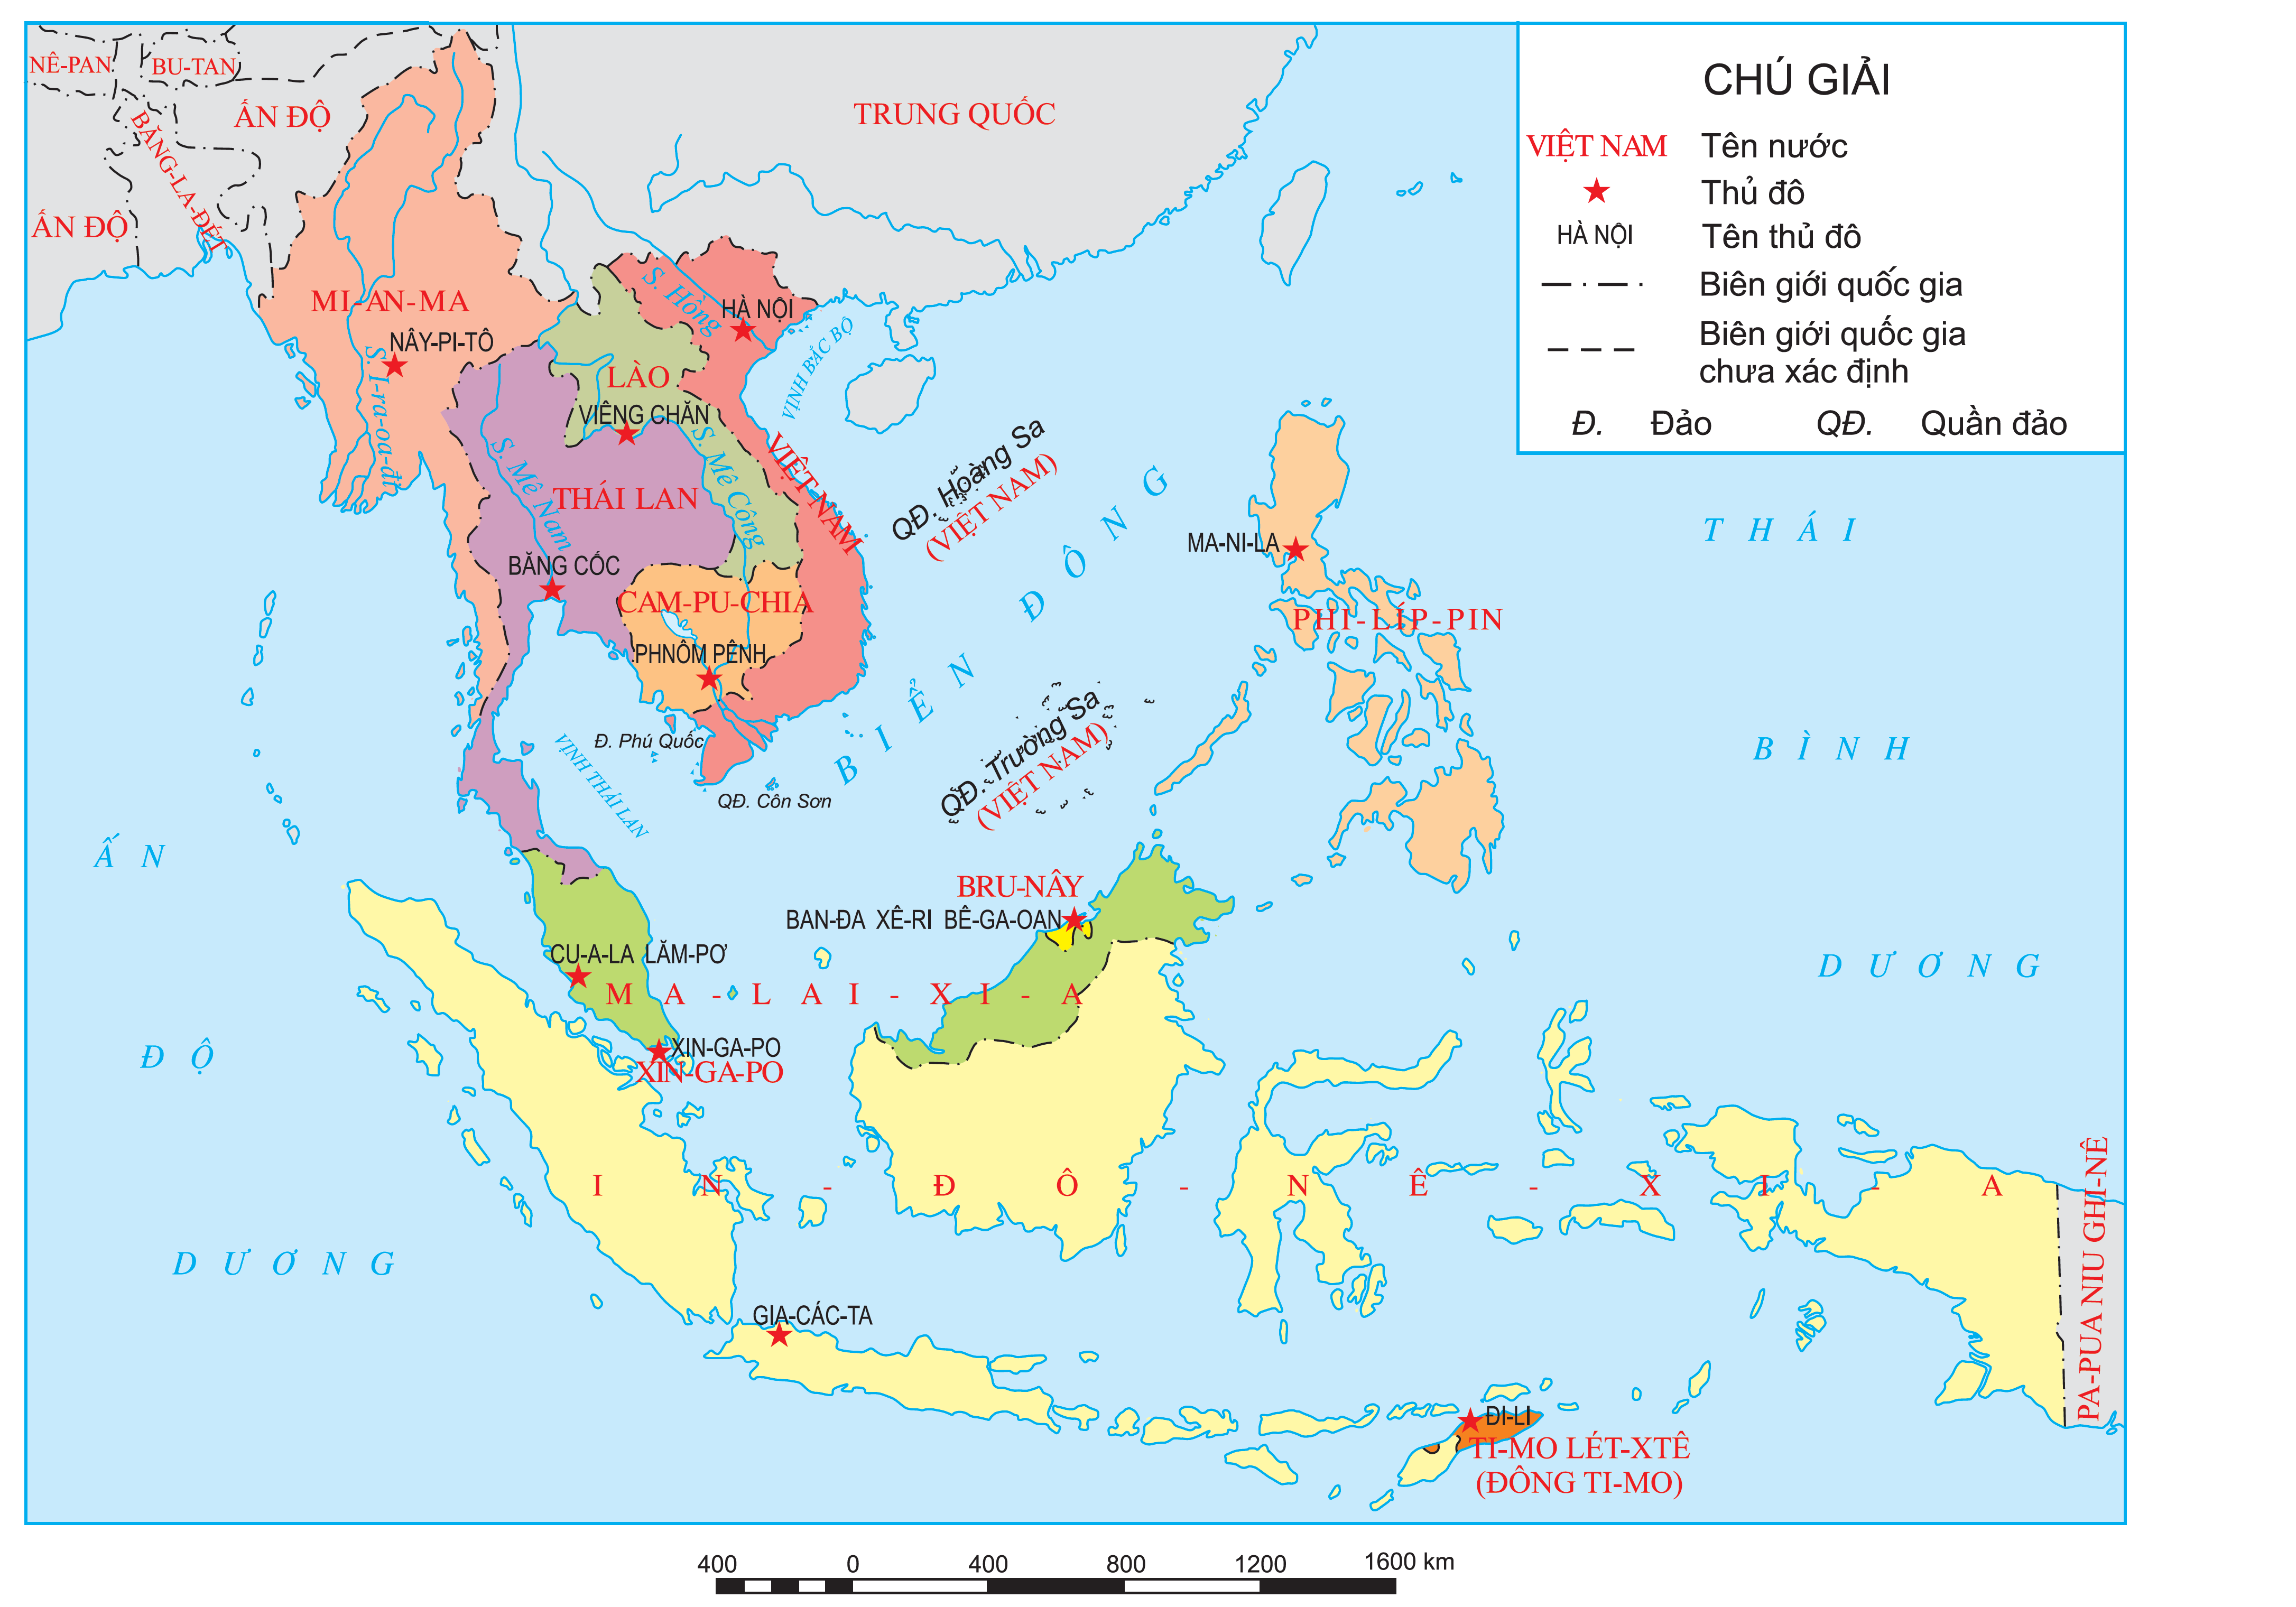 NÊ-PAN
BU-TAN
ẤN ĐỘ
BĂNG-LA-ĐÉT
ẤN ĐỘ
TRUNG QUỐC
MI-AN-MA
NÂY-PI-TÔ
S. I-ra-oa-đi
S. Hồng
HÀ NỘI
VỊNH BẮC BỘ
LÀO
VIÊNG CHĂN
S. Mê Công
VIỆT NAM
THÁI LAN
S. Mê Nam
BĂNG CỐC
CAM-PU-CHIA
PHNÔM PÊNH
Đ. Phú Quốc
QĐ. Côn Sơn
VỊNH THÁI LAN
QĐ. Hoàng Sa
(VIỆT NAM)
BIỂN ĐÔNG
QĐ. Trường Sa
(VIỆT NAM)
MA-NI-LA
PHI-LÍP-PIN
THÁI
BÌNH
DƯƠNG
ẤN
ĐỘ
DƯƠNG
BRU-NÂY
BAN-ĐA XÊ-RI BÊ-GA-OAN
CU-A-LA LĂM-PƠ
MA-LAI-XI-A
XIN-GA-PO
XIN-GA-PO
IN-ĐÔ-NÊ-XI-A
GIA-CÁC-TA
ĐI-LI
TI-MO LÉT-XTÊ
(ĐÔNG TI-MO)
PA-PUA NIU GHI-NÊ
CHÚ GIẢI
VIỆT NAM Tên nước
Thủ đô
HÀ NỘI Tên thủ đô
Biên giới quốc gia
Biên giới quốc gia
chưa xác định
Đ. Đảo QĐ. Quần đảo
400 0 400 800 1200 1600 km